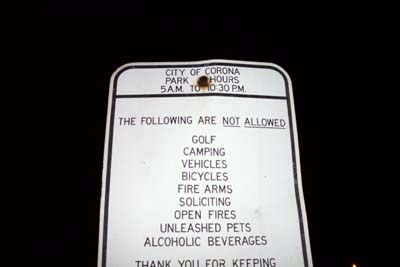 CITY OF CORONA
PARK HOURS
5 A.M. TO 10:30 P.M.
THE FOLLOWING ARE NOT ALLOWED
GOLF
CAMPING
VEHICLES
BICYCLES
FIRE ARMS
SOLICITING
OPEN FIRES
UNLEASHED PETS
ALCOHOLIC BEVERAGES
THANK YOU FOR KEEPING